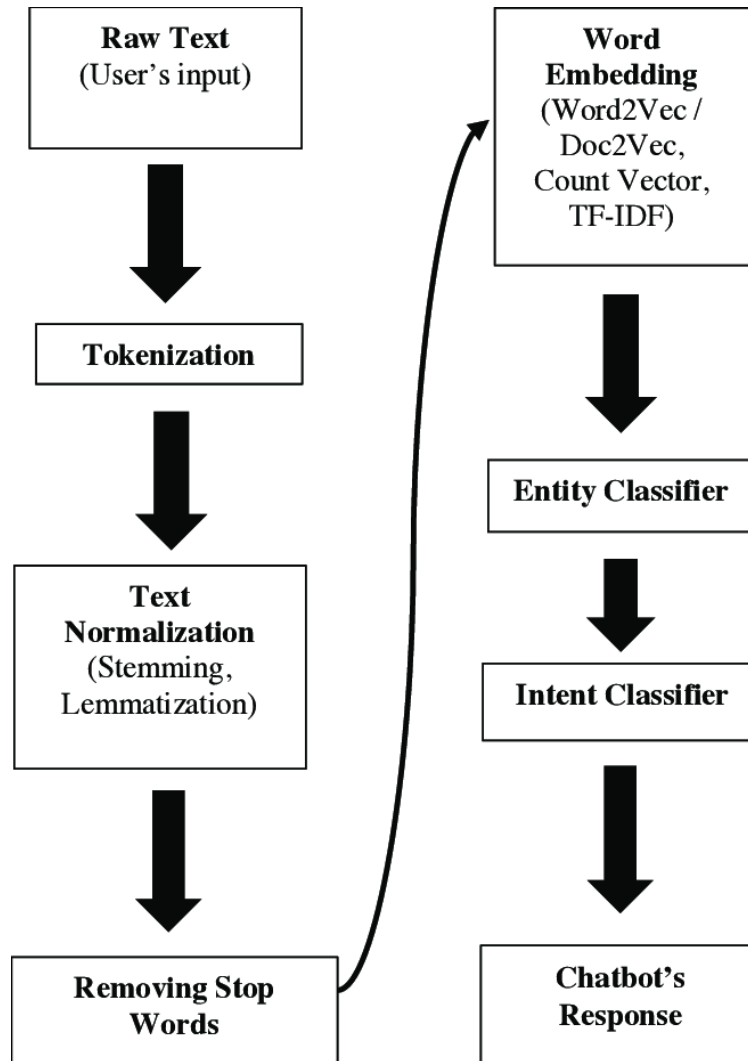 Raw Text
(User's input)
Tokenization
Text
Normalization
(Stemming,
Lemmatization)
Removing Stop
Words
Word
Embedding
(Word2Vec /
Doc2Vec,
Count Vector,
TF-IDF)
Entity Classifier
Intent Classifier
Chatbot's
Response